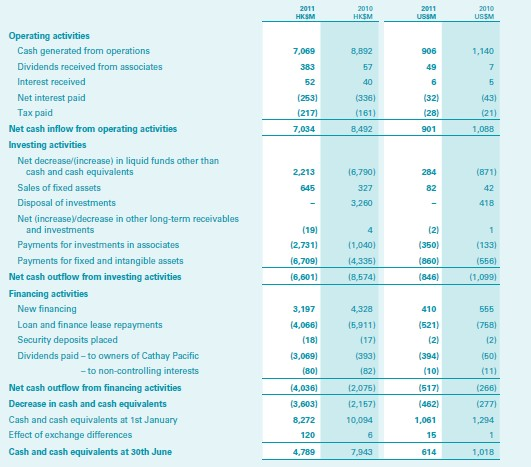 2011 2010 2011 2010
HK$M HK$M US$M US$M
Operating activities
Cash generated from operations 7,069 8,892 906 1,140
Dividends received from associates 383 57 49 7
Interest received 52 40 6 5
Net interest paid (253) (336) (32) (43)
Tax paid (217) (161) (28) (21)
Net cash inflow from operating activities 7,034 8,492 901 1,088
Investing activities
Net decrease/(increase) in liquid funds other than
cash and cash equivalents 2,213 (6,790) 284 (871)
Sales of fixed assets 645 327 82 42
Disposal of investments – 3,260 – 418
Net (increase)/decrease in other long-term receivables
and investments (19) 4 (2) 1
Payments for investments in associates (2,731) (1,040) (350) (133)
Payments for fixed and intangible assets (6,709) (4,335) (860) (556)
Net cash outflow from investing activities (6,601) (8,574) (846) (1,099)
Financing activities
New financing 3,197 4,328 410 555
Loan and finance lease repayments (4,066) (5,911) (521) (758)
Security deposits placed (18) (17) (2) (2)
Dividends paid – to owners of Cathay Pacific (3,069) (393) (394) (50)
– to non-controlling interests (80) (82) (10) (11)
Net cash outflow from financing activities (4,036) (2,075) (517) (266)
Decrease in cash and cash equivalents (3,603) (2,157) (462) (277)
Cash and cash equivalents at 1st January 8,272 10,094 1,061 1,294
Effect of exchange differences 120 6 15 1
Cash and cash equivalents at 30th June 4,789 7,943 614 1,018